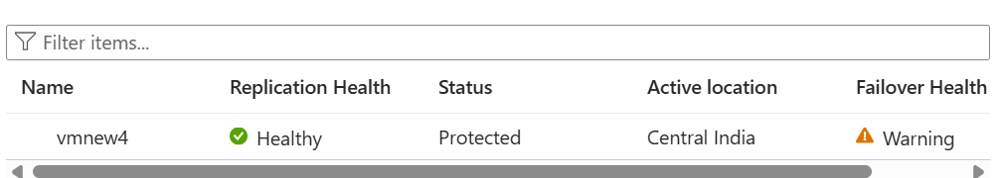 Filter items...
Name Replication Health Status Active location Failover Health
vmnew4 Healthy Protected Central India Warning